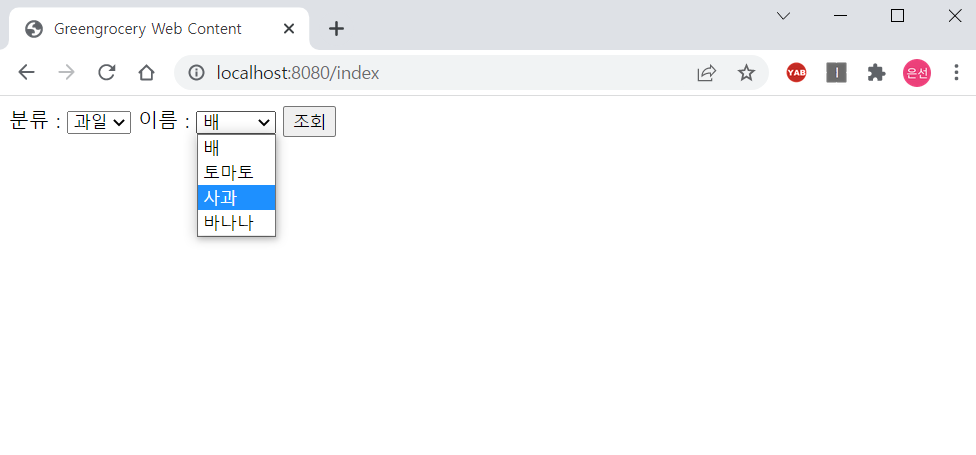 Greengrocery Web Content
localhost:8080/index
YAB
I
은선
분류 : 과일 이름 : 배 조회
배
토마토
사과
바나나